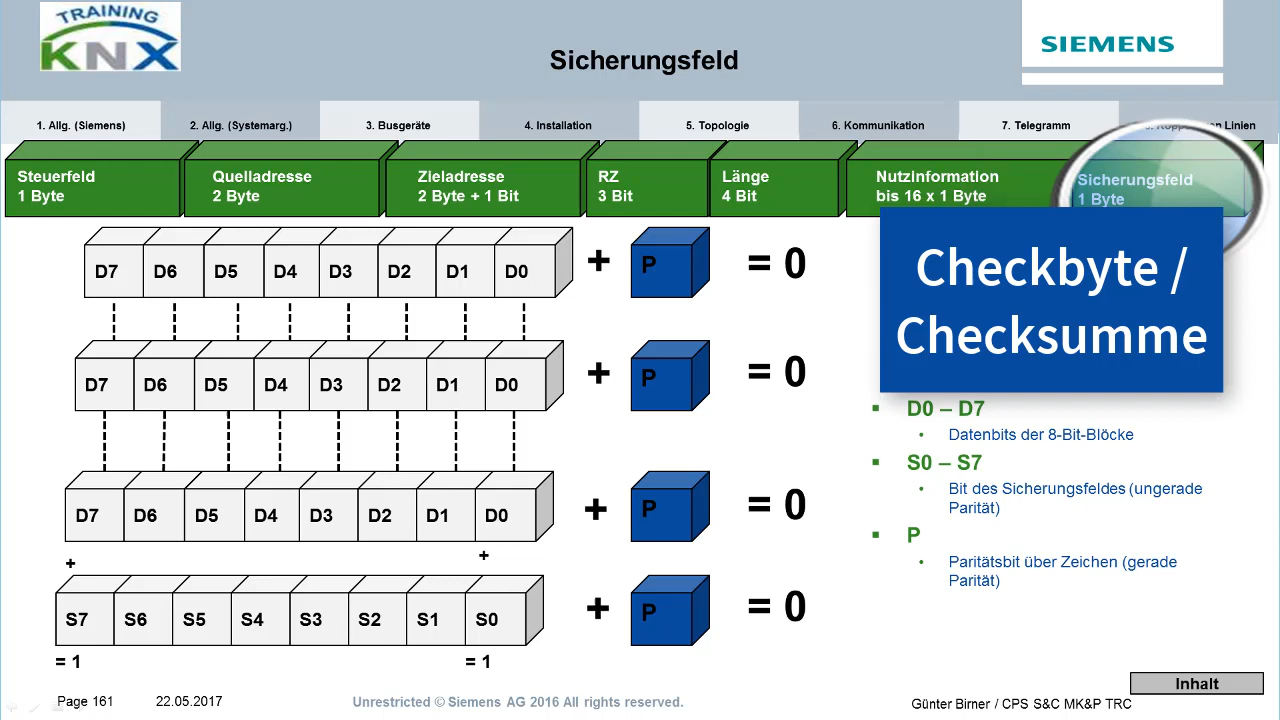 TRAINING
KNX
Sicherungsfeld
SIEMENS
1. Allg. (Siemens)
2. Allg. (Systemarg.)
3. Busgeräte
4. Installation
5. Topologie
6. Kommunikation
7. Telegramm
Linien
Steuerfeld
1 Byte
Quelladresse
2 Byte
Zieladresse
2 Byte + 1 Bit
RZ
3 Bit
Länge
4 Bit
Nutzinformation
bis 16 x 1 Byte
Sicherungsfeld
1 Byte
D7 D6 D5 D4 D3 D2 D1 D0 + P = 0
Checkbyte /
Checksumme
D7 D6 D5 D4 D3 D2 D1 D0 + P = 0
D7 D6 D5 D4 D3 D2 D1 D0 + P = 0
+ +
S7 S6 S5 S4 S3 S2 S1 S0 + P = 0
= 1 = 1
▪ D0 – D7
• Datenbits der 8-Bit-Blöcke
▪ S0 – S7
• Bit des Sicherungsfeldes (ungerade
Parität)
▪ P
• Paritätsbit über Zeichen (gerade
Parität)
Inhalt
Page 161
22.05.2017
Unrestricted © Siemens AG 2016 All rights reserved.
Günter Birner / CPS S&C MK&P TRC